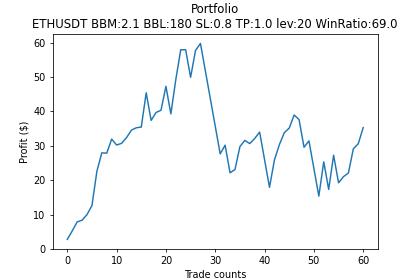 Portfolio
ETHUSDT BBM:2.1 BBL:180 SL:0.8 TP:1.0 lev:20 WinRatio:69.0
60
50
40
30
20
10
0
Profit ($)
0 10 20 30 40 50 60
Trade counts